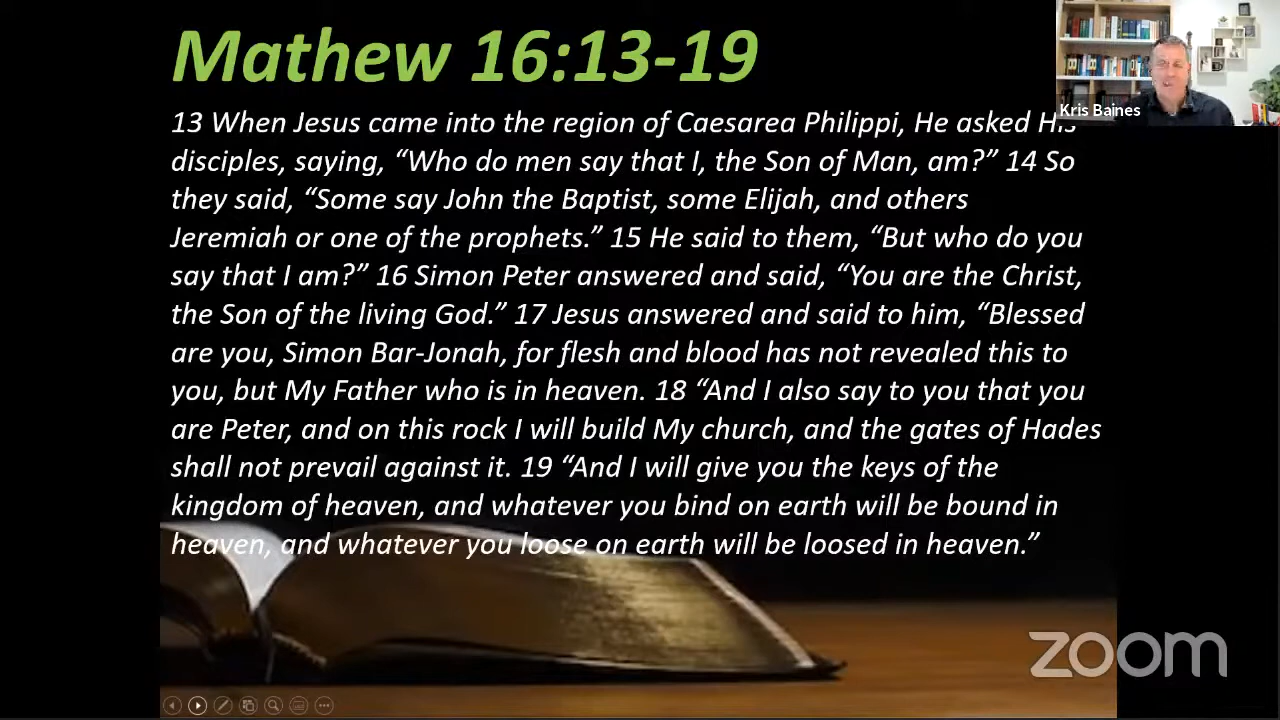 Mathew 16:13-19
Kris Baines
13 When Jesus came into the region of Caesarea Philippi, He asked His
disciples, saying, “Who do men say that I, the Son of Man, am?” 14 So
they said, “Some say John the Baptist, some Elijah, and others
Jeremiah or one of the prophets.” 15 He said to them, “But who do you
say that I am?” 16 Simon Peter answered and said, “You are the Christ,
the Son of the living God.” 17 Jesus answered and said to him, “Blessed
are you, Simon Bar-Jonah, for flesh and blood has not revealed this to
you, but My Father who is in heaven. 18 “And I also say to you that you
are Peter, and on this rock I will build My church, and the gates of Hades
shall not prevail against it. 19 “And I will give you the keys of the
kingdom of heaven, and whatever you bind on earth will be bound in
heaven, and whatever you loose on earth will be loosed in heaven.”
zoom